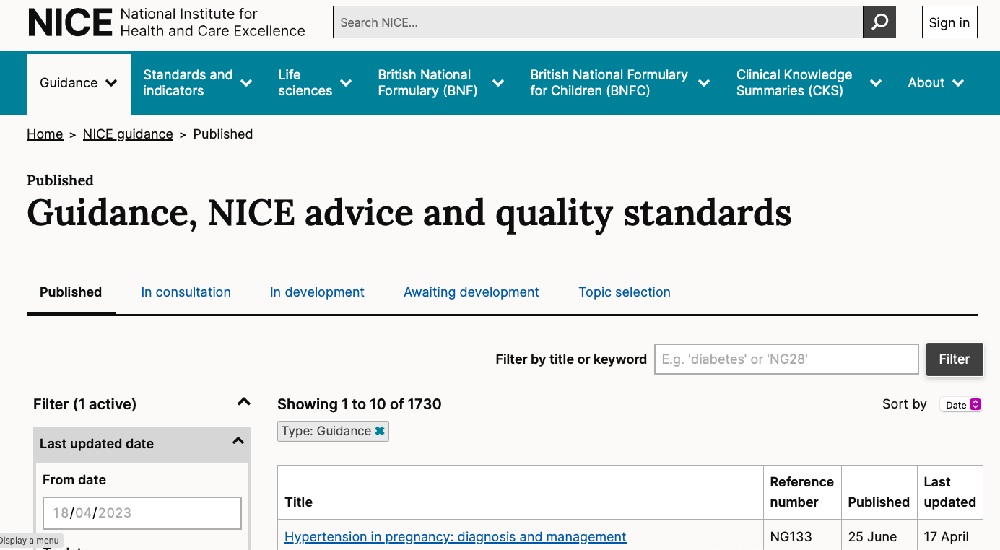 NICE National Institute for
Health and Care Excellence
Search NICE...
Sign in
Guidance
Standards and
indicators
Life
sciences
British National
Formulary (BNF)
British National Formulary
for Children (BNFC)
Clinical Knowledge
Summaries (CKS)
About
Home > NICE guidance > Published
Published
Guidance, NICE advice and quality standards
Published
In consultation
In development
Awaiting development
Topic selection
Filter by title or keyword
E.g. 'diabetes' or 'NG28'
Filter
Filter (1 active)
Showing 1 to 10 of 1730
Sort by
Date
Type: Guidance
Last updated date
From date
18/04/2023
Title
Reference
number
Published
Last
updated
Hypertension in pregnancy: diagnosis and management
NG133
25 June
17 April
Display a menu